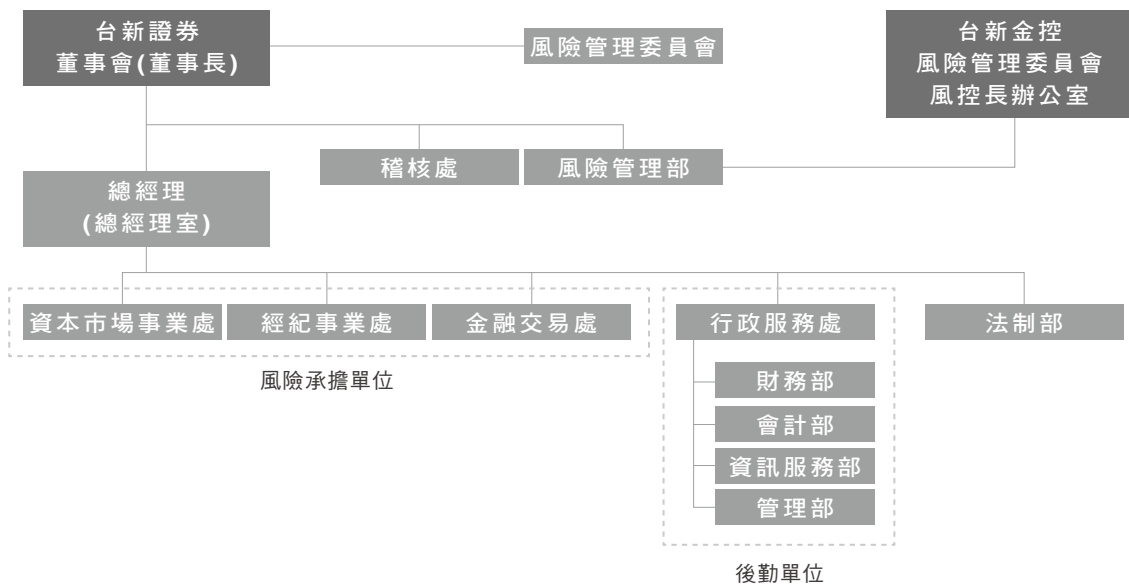 台新證券
董事會(董事長)
風險管理委員會
台新金控
風險管理委員會
風控長辦公室
稽核處
風險管理部
總經理
(總經理室)
資本市場事業處
經紀事業處
金融交易處
行政服務處
法制部
風險承擔單位
財務部
會計部
資訊服務部
管理部
後勤單位